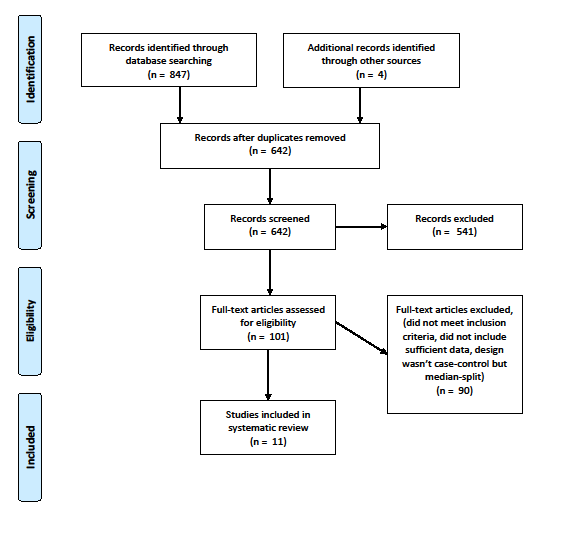 Identification
Records identified through
database searching
(n = 847)
Additional records identified
through other sources
(n = 4)
Records after duplicates removed
(n = 642)
Screening
Records screened
(n = 642)
Records excluded
(n = 541)
Eligibility
Full-text articles assessed
for eligibility
(n = 101)
Full-text articles excluded,
(did not meet inclusion
criteria, did not include
sufficient data, design
wasn't case-control but
median-split)
(n = 90)
Included
Studies included in
systematic review
(n = 11)